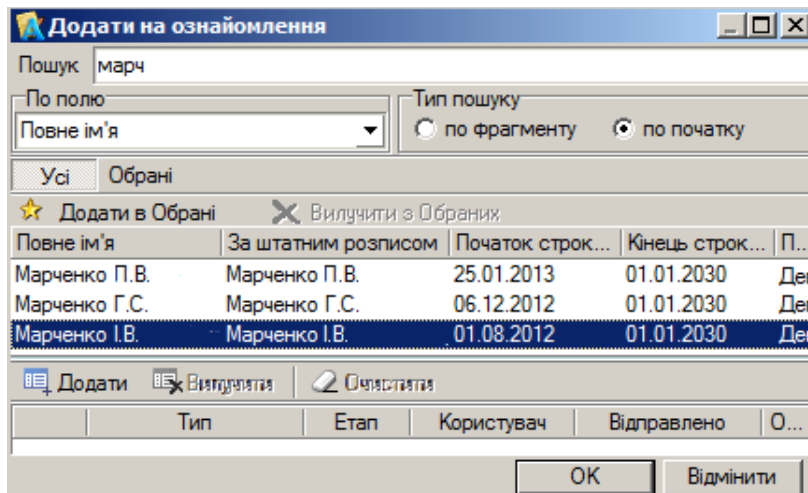 Додати на ознайомлення
Пошук марч
По полю Тип пошуку
Повне ім'я по фрагменту по початку
Усі Обрані
Додати в Обрані Вилучити з Обраних
Повне ім'я За штатним розписом Початок строк... Кінець строк... П...
Марченко П.В. Марченко П.В. 25.01.2013 01.01.2030 Деп
Марченко Г.С. Марченко Г.С. 06.12.2012 01.01.2030 Деп
Марченко І.В. Марченко І.В. 01.08.2012 01.01.2030 Деп
Додати Вилучити Очистити
Тип Етап Користувач Відправлено О...
OK Відмінити